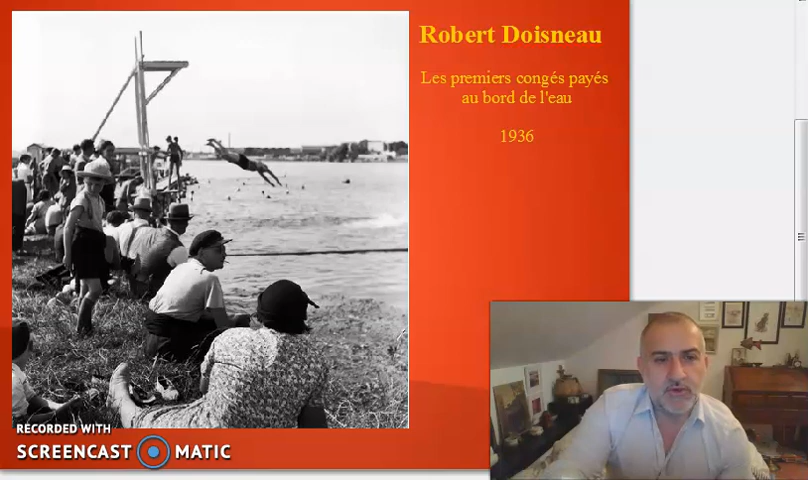 Robert Doisneau
Les premiers congés payés
au bord de l'eau
1936
RECORDED WITH
SCREENCAST MATIC